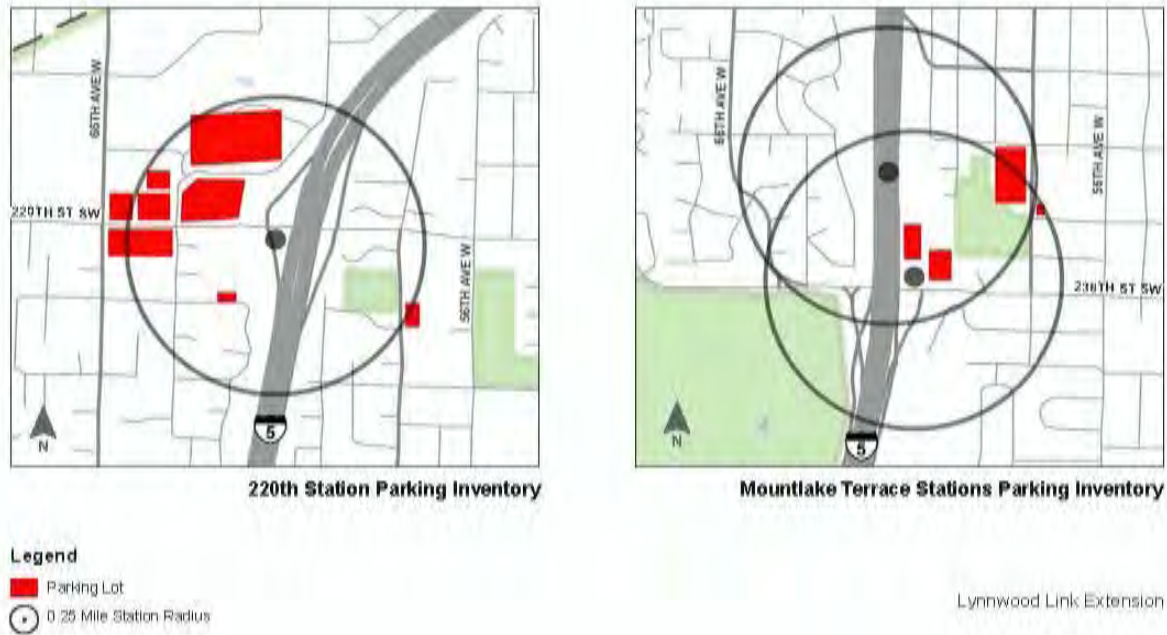 66TH AVE W
220TH ST SW
56TH AVE W
N
5
220th Station Parking Inventory
66TH AVE W
56TH AVE W
236TH ST SW
N
5
Mountlake Terrace Stations Parking Inventory
Legend
Parking Lot
0.25 Mile Station Radius
Lynnwood Link Extension